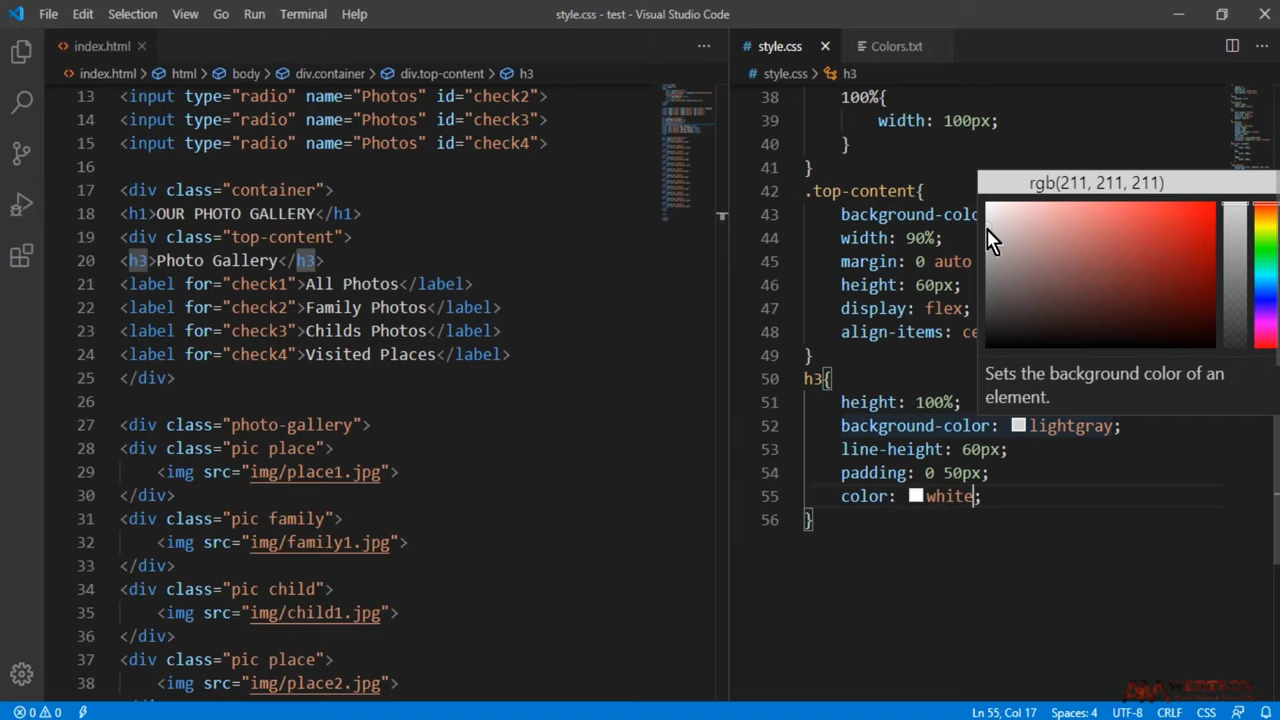 File Edit Selection View Go Run Terminal Help
style.css - test - Visual Studio Code
index.html
index.html > html > body > div.container > div.top-content > h3
13 <input type="radio" name="Photos" id="check2">
14 <input type="radio" name="Photos" id="check3">
15 <input type="radio" name="Photos" id="check4">
16
17 <div class="container">
18 <h1>OUR PHOTO GALLERY</h1>
19 <div class="top-content">
20 <h3>Photo Gallery</h3>
21 <label for="check1">All Photos</label>
22 <label for="check2">Family Photos</label>
23 <label for="check3">Childs Photos</label>
24 <label for="check4">Visited Places</label>
25 </div>
26
27 <div class="photo-gallery">
28 <div class="pic place">
29 <img src="img/place1.jpg">
30 </div>
31 <div class="pic family">
32 <img src="img/family1.jpg">
33 </div>
34 <div class="pic child">
35 <img src="img/child1.jpg">
36 </div>
37 <div class="pic place">
38 <img src="img/place2.jpg">
style.css Colors.txt
style.css > h3
38 100%{
39 width: 100px;
40 }
41 }
42 .top-content{
43 background-colo
44 width: 90%;
45 margin: 0 auto
46 height: 60px;
47 display: flex;
48 align-items: ce
49 }
50 h3{
51 height: 100%;
52 background-color: lightgray;
53 line-height: 60px;
54 padding: 0 50px;
55 color: white;
56 }
rgb(211, 211, 211)
Sets the background color of an
element.
0 0
Ln 55, Col 17 Spaces: 4 UTF-8 CRLF CSS